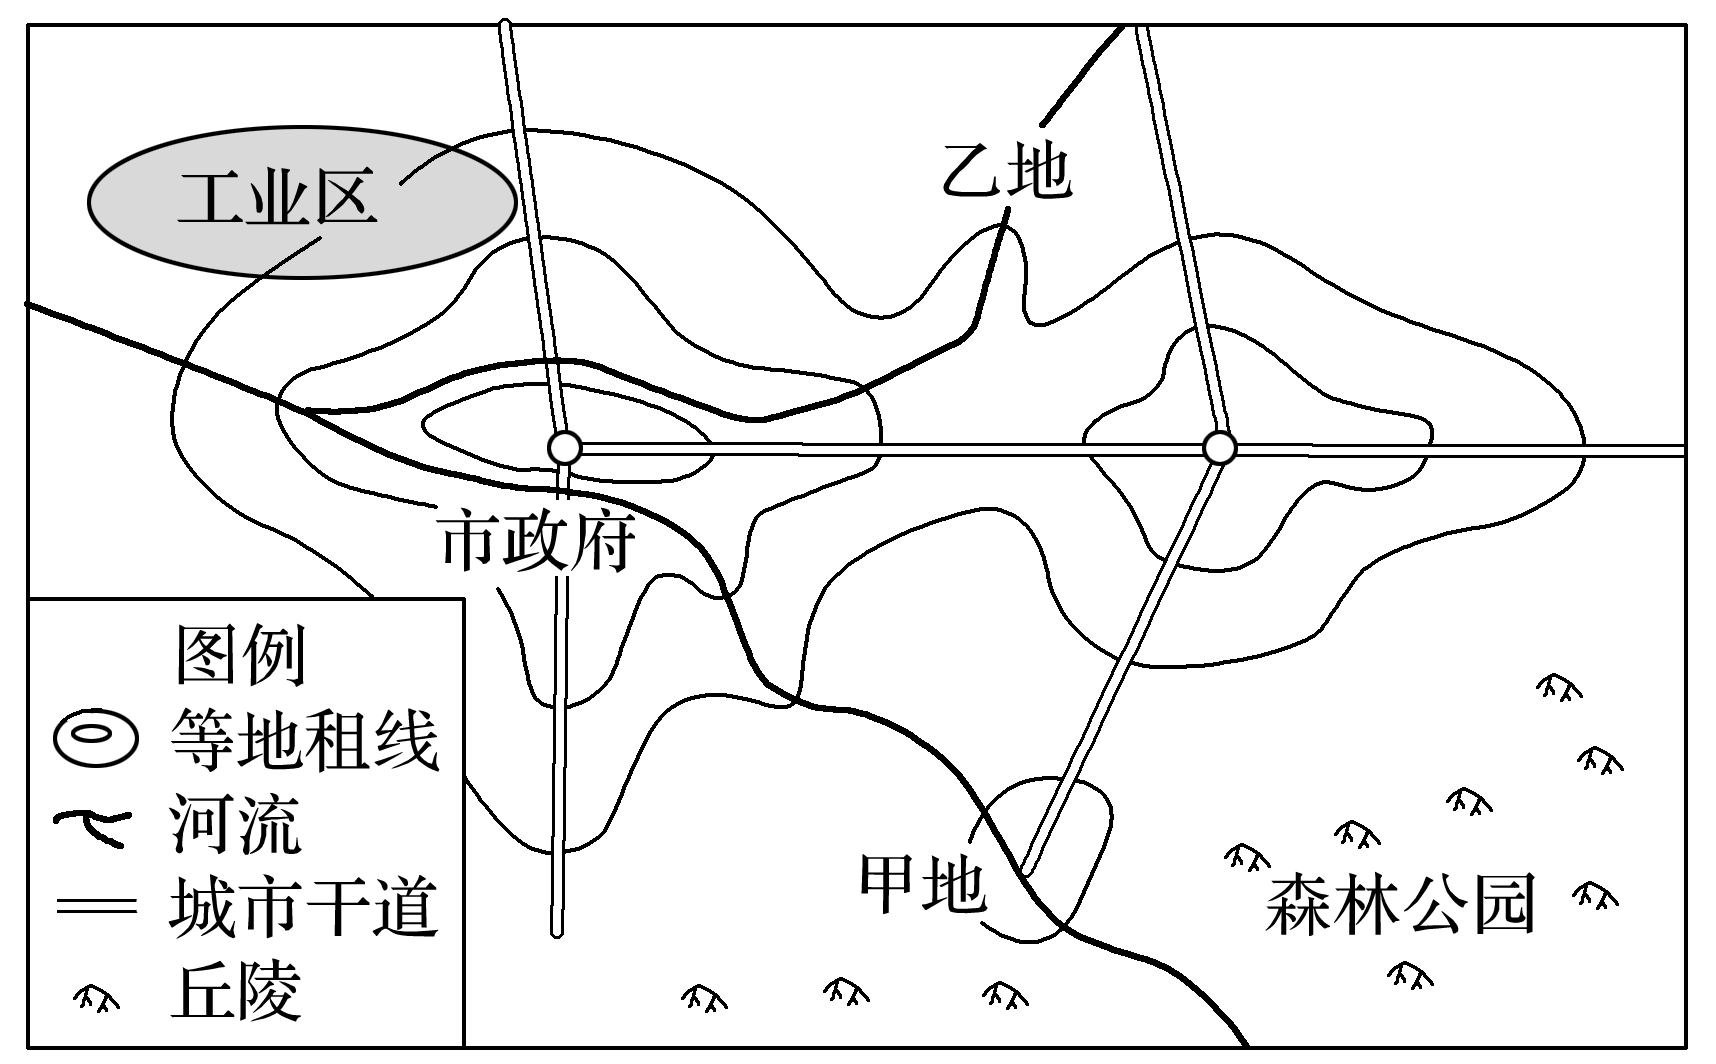 工业区
乙地
市政府
甲地
森林公园
图例
等地租线
河流
城市干道
丘陵